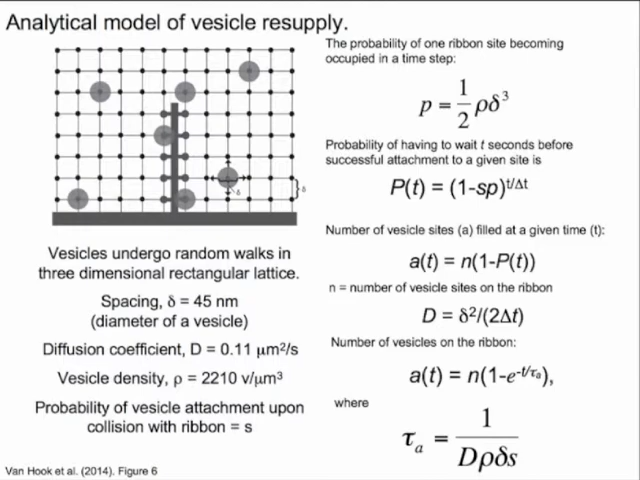 Analytical model of vesicle resupply.
δ
δ
Vesicles undergo random walks in
three dimensional rectangular lattice.
Spacing, δ = 45 nm
(diameter of a vesicle)
Diffusion coefficient, D = 0.11 μm²/s
Vesicle density, ρ = 2210 v/μm³
Probability of vesicle attachment upon
collision with ribbon = s
Van Hook et al. (2014). Figure 6
The probability of one ribbon site becoming
occupied in a time step:
p = 1/2 ρδ³
Probability of having to wait t seconds before
successful attachment to a given site is
P(t) = (1-sp)^t/Δt
Number of vesicle sites (a) filled at a given time (t):
a(t) = n(1-P(t))
n = number of vesicle sites on the ribbon
D = δ²/(2Δt)
Number of vesicles on the ribbon:
a(t) = n(1-e^-t/τₐ),
where
τₐ = 1/Dρδs